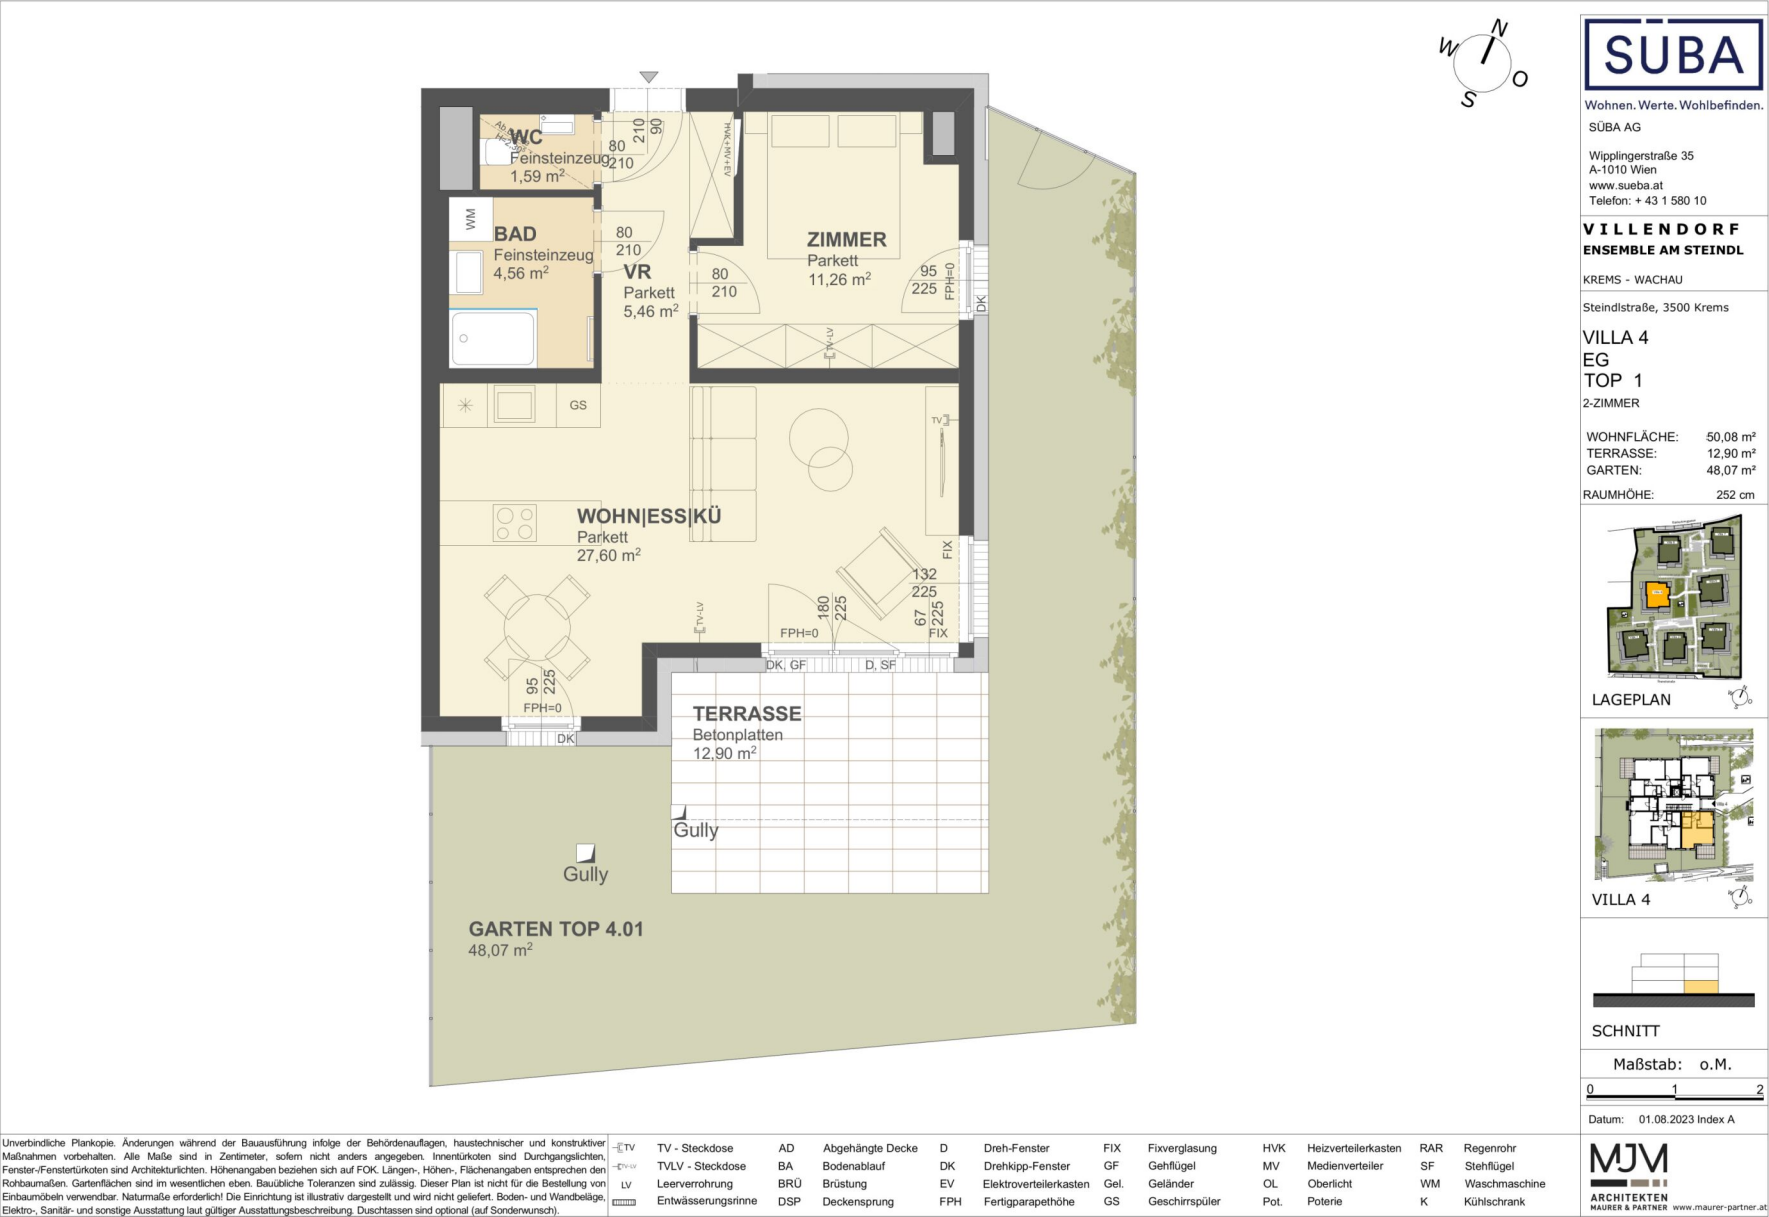 N
W
O
S
SÜBA
Wohnen. Werte. Wohlbefinden.
SÜBA AG
Wipplingerstraße 35
A-1010 Wien
www.sueba.at
Telefon: + 43 1 580 10
VILLENDORF
ENSEMBLE AM STEINDL
KREMS - WACHAU
Steindlstraße, 3500 Krems
VILLA 4
EG
TOP 1
2-ZIMMER
WOHNFLÄCHE: 50,08 m²
TERRASSE: 12,90 m²
GARTEN: 48,07 m²
RAUMHÖHE: 252 cm
LAGEPLAN
VILLA 4
SCHNITT
Maßstab: o.M.
0 1 2
Datum: 01.08.2023 Index A
MJM
ARCHITEKTEN
MAURER & PARTNER www.maurer-partner.at
WC
Feinsteinzeug
1,59 m²
80
210
210
90
HVK+MV+EV
WM
BAD
Feinsteinzeug
4,56 m²
80
210
VR
Parkett
5,46 m²
80
210
ZIMMER
Parkett
11,26 m²
95
225
FPH=0
DK
TV-LV
GS
TV
WOHN|ESS|KÜ
Parkett
27,60 m²
FIX
132
225
67
225
FIX
180
225
FPH=0
TV-LV
DK, GF
D, SF
95
225
FPH=0
DK
TERRASSE
Betonplatten
12,90 m²
Gully
Gully
GARTEN TOP 4.01
48,07 m²
Unverbindliche Plankopie. Änderungen während der Bauausführung infolge der Behördenauflagen, haustechnischer und konstruktiver
Maßnahmen vorbehalten. Alle Maße sind in Zentimeter, sofern nicht anders angegeben. Innentürkoten sind Durchgangslichten,
Fenster-/Fenstertürkoten sind Architekturlichten. Höhenangaben beziehen sich auf FOK. Längen-, Höhen-, Flächenangaben entsprechen den
Rohbaumaßen. Gartenflächen sind im wesentlichen eben. Bauübliche Toleranzen sind zulässig. Dieser Plan ist nicht für die Bestellung von
Einbaumöbeln verwendbar. Naturmaße erforderlich! Die Einrichtung ist illustrativ dargestellt und wird nicht geliefert. Boden- und Wandbeläge,
Elektro-, Sanitär- und sonstige Ausstattung laut gültiger Ausstattungsbeschreibung. Duschtassen sind optional (auf Sonderwunsch).
TV TV - Steckdose AD Abgehängte Decke D Dreh-Fenster FIX Fixverglasung HVK Heizverteilerkasten RAR Regenrohr
TV-LV TVLV - Steckdose BA Bodenablauf DK Drehkipp-Fenster GF Gehflügel MV Medienverteiler SF Stehflügel
LV Leerverrohrung BRÜ Brüstung EV Elektroverteilerkasten Gel. Geländer OL Oberlicht WM Waschmaschine
Entwässerungsrinne DSP Deckensprung FPH Fertigparapethöhe GS Geschirrspüler Pot. Poterie K Kühlschrank